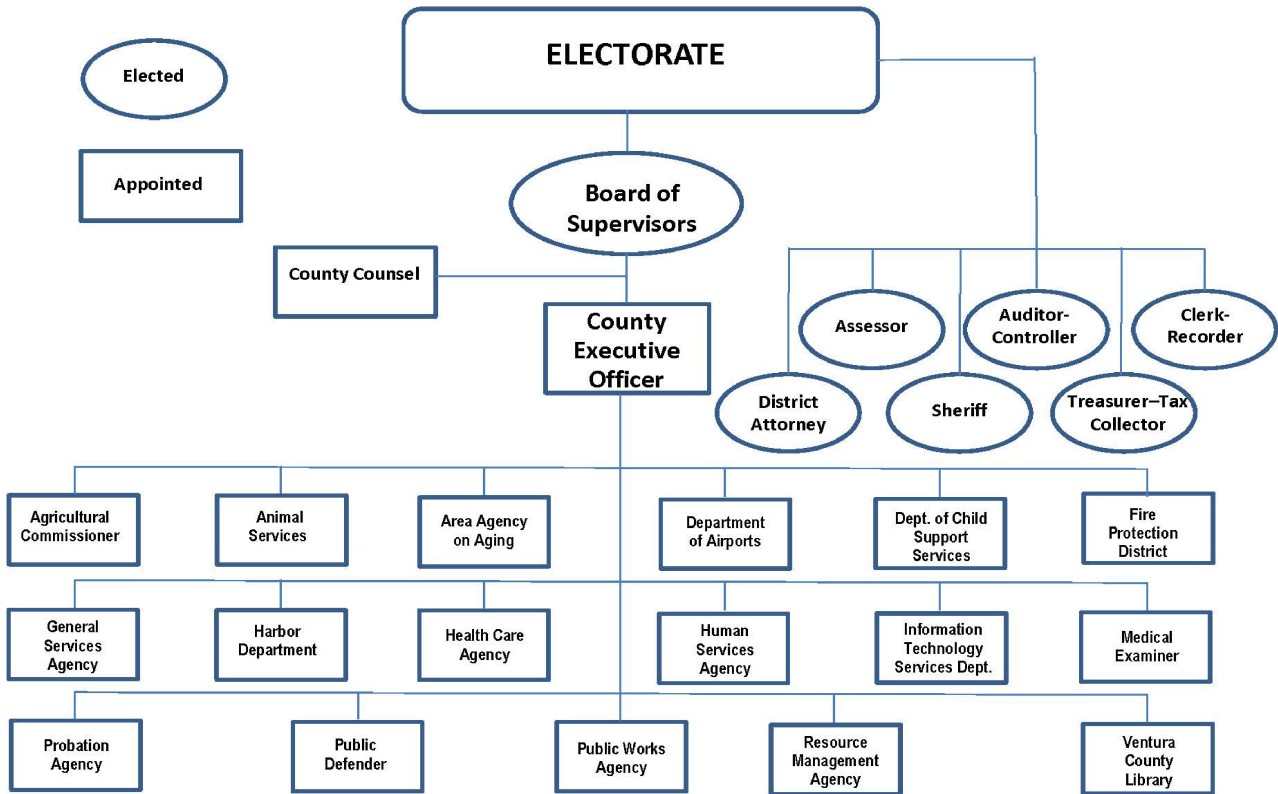 ELECTORATE
Elected
Appointed
Board of
Supervisors
County Counsel
County
Executive
Officer
Assessor
Auditor-
Controller
Clerk-
Recorder
District
Attorney
Sheriff
Treasurer–Tax
Collector
Agricultural
Commissioner
Animal
Services
Area Agency
on Aging
Department
of Airports
Dept. of Child
Support
Services
Fire
Protection
District
General
Services
Agency
Harbor
Department
Health Care
Agency
Human
Services
Agency
Information
Technology
Services Dept.
Medical
Examiner
Probation
Agency
Public
Defender
Public Works
Agency
Resource
Management
Agency
Ventura
County
Library